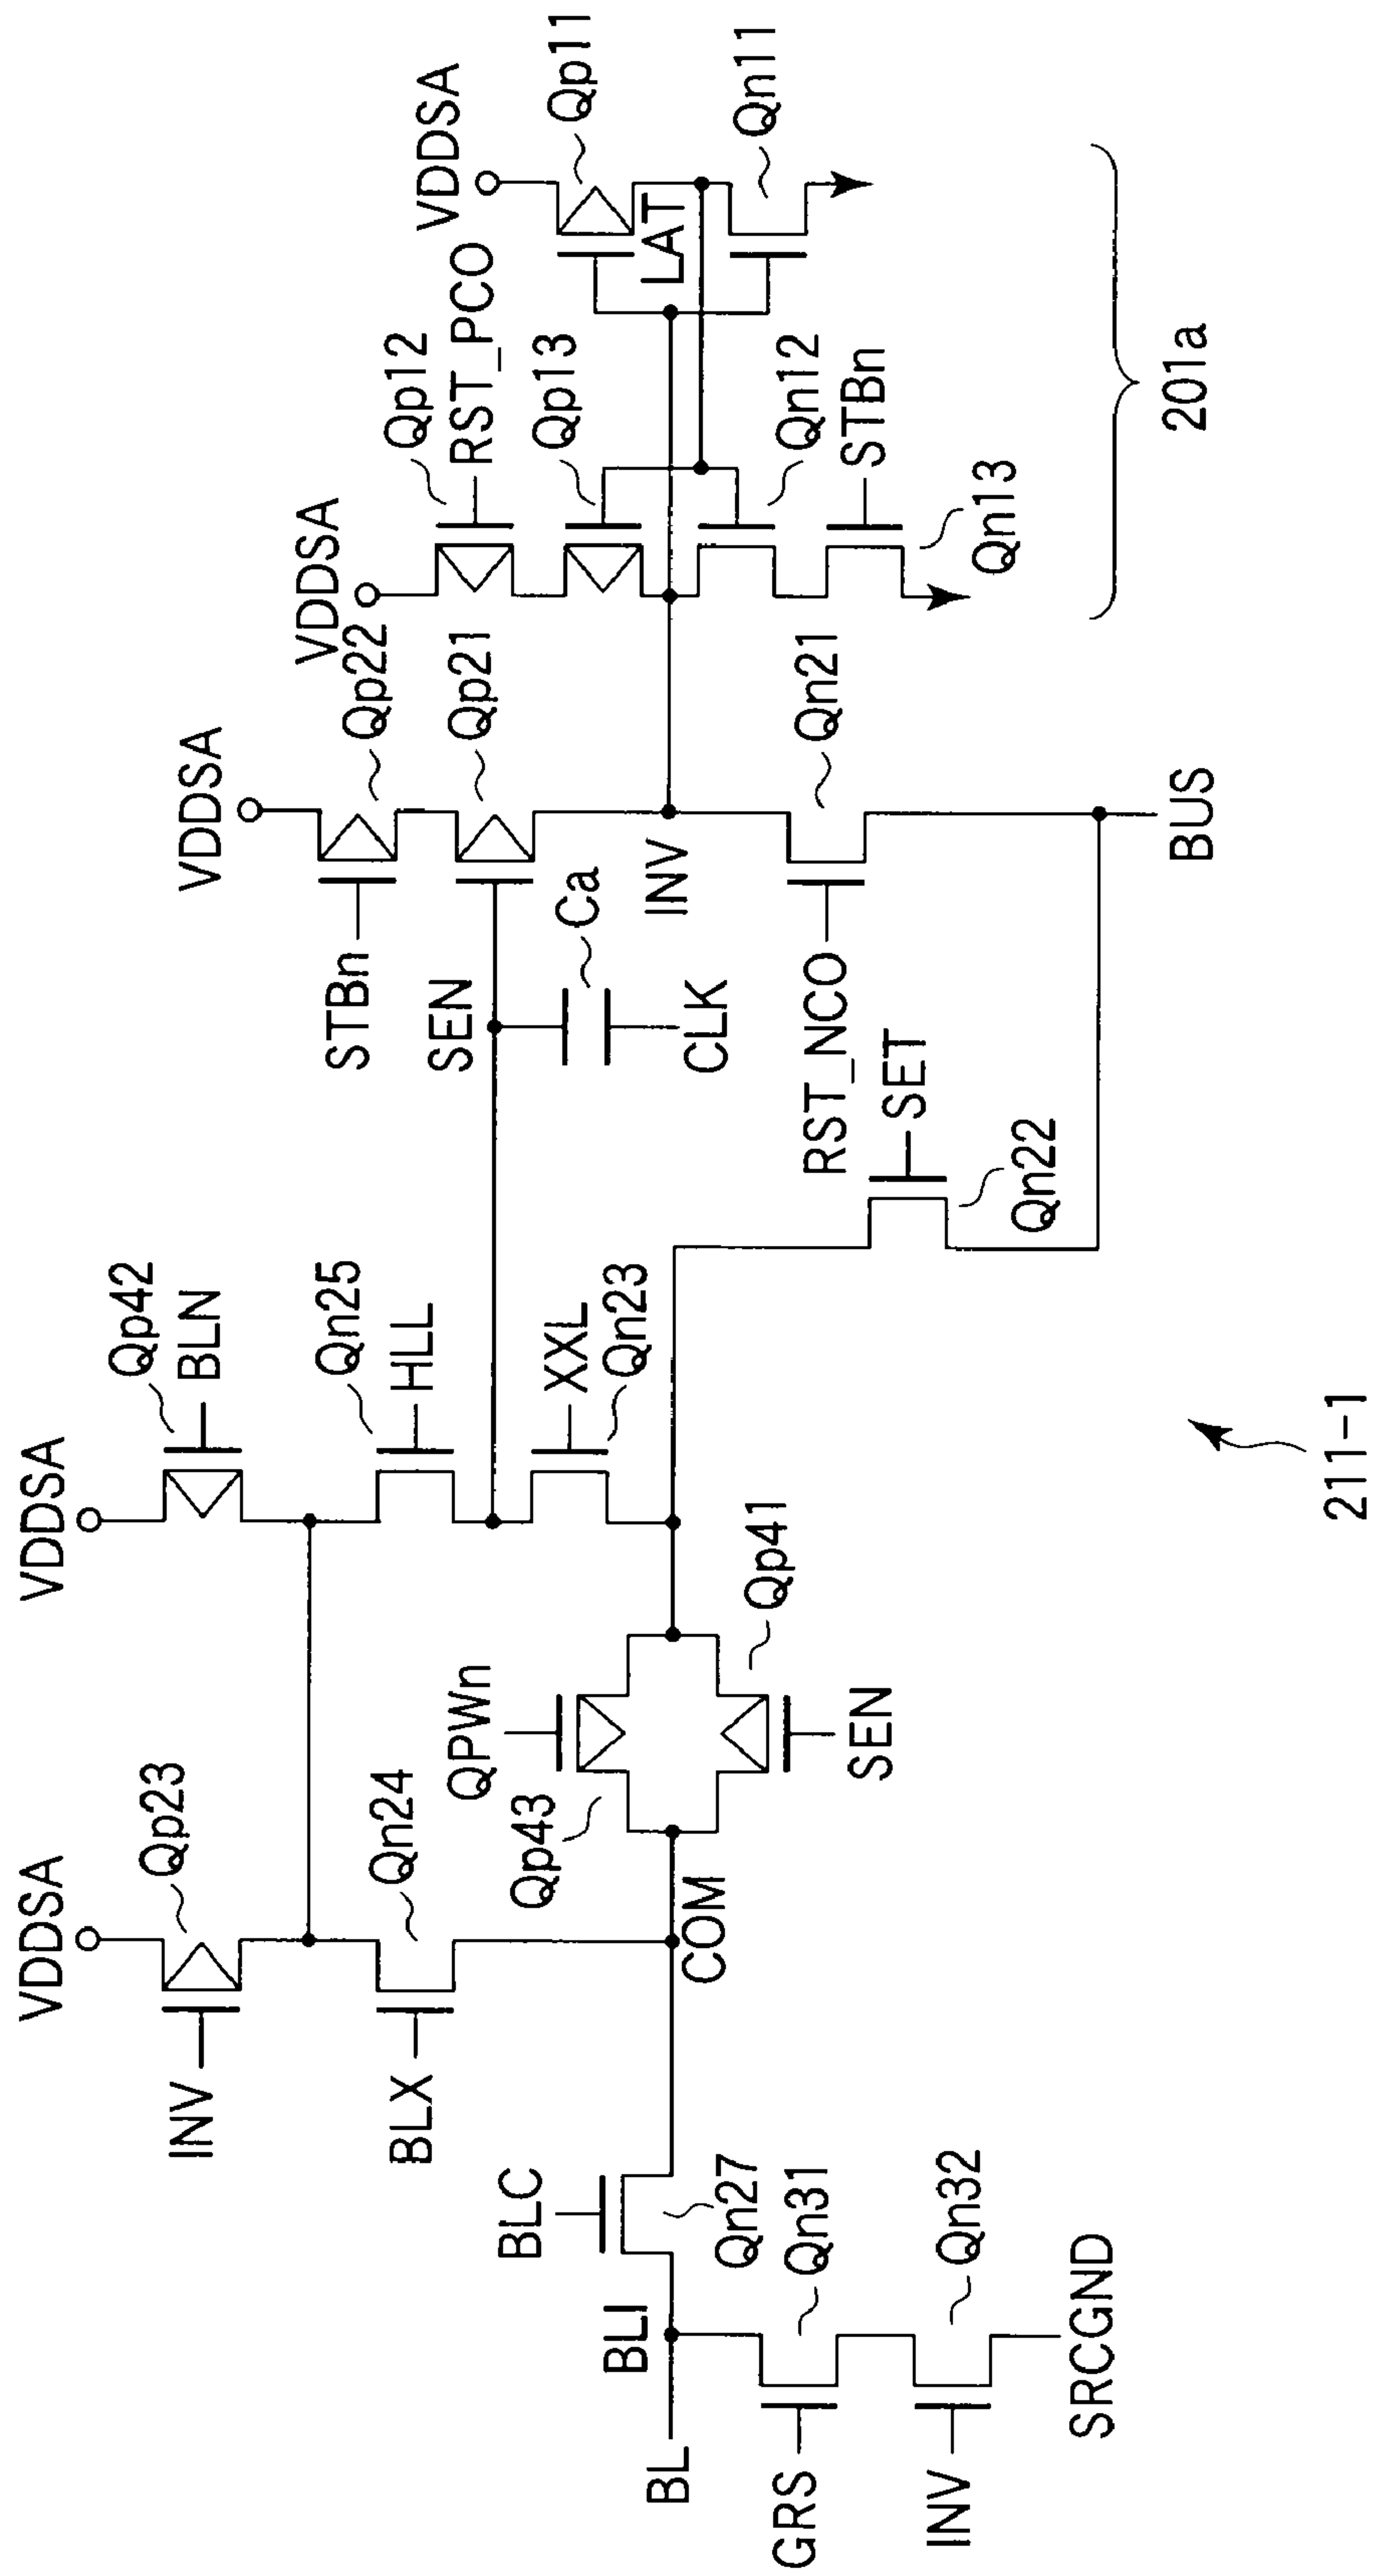 VDDSA
Qp23
INV
Qn24
BLX
VDDSA
Qp42
BLN
Qn25
HLL
XXL
Qn23
QPWn
Qp43
Qp41
SEN
COM
BLC
Qn27
BLI
BL
GRS
Qn31
INV
Qn32
SRCGND
VDDSA
Qp22
STBn
Qp21
SEN
Ca
CLK
INV
RST_NCO
Qn21
SET
Qn22
BUS
VDDSA
Qp12
RST_PCO
Qp13
Qn12
STBn
Qn13
VDDSA
Qp11
LAT
Qn11
201a
211-1